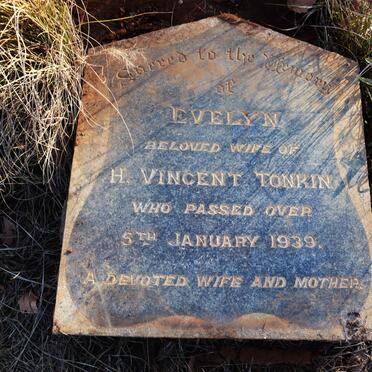 Sacred to the Memory
of
EVELYN
BELOVED WIFE OF
H. VINCENT TONKIN
WHO PASSED OVER
5TH JANUARY 1939.
A DEVOTED WIFE AND MOTHER.